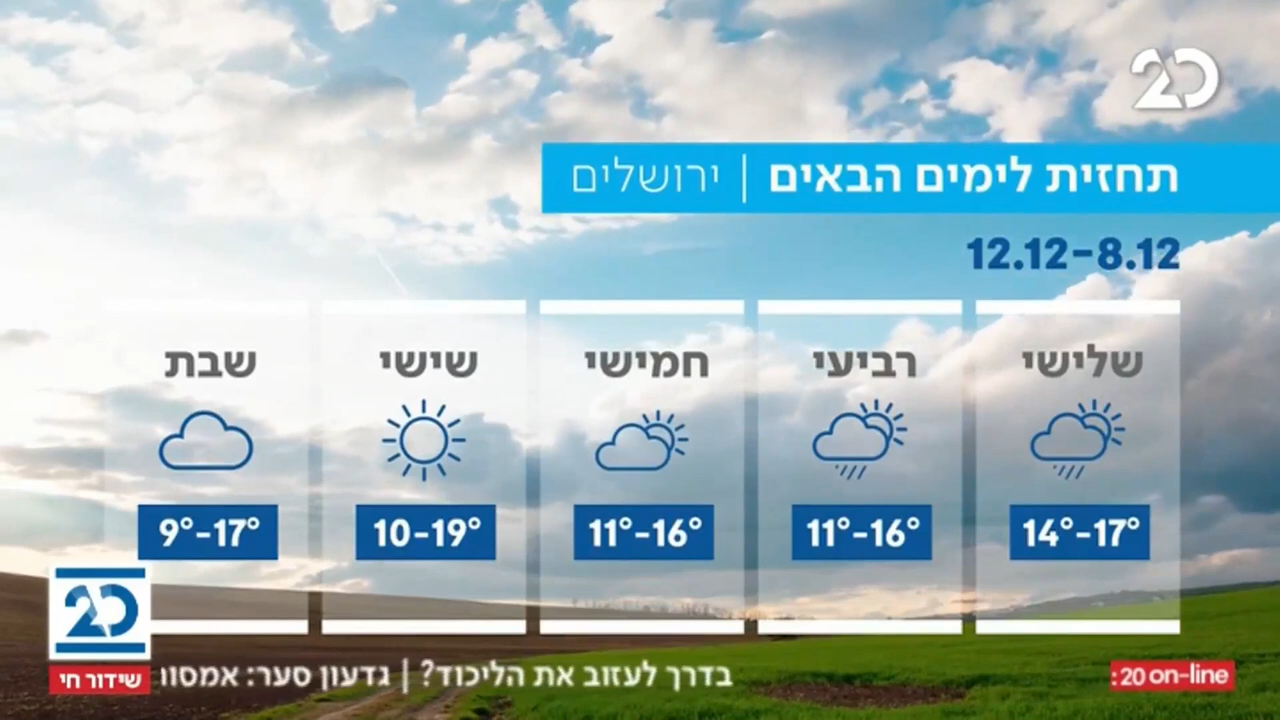 20
תחזית לימים הבאים | ירושלים
12.12-8.12
שלישי
רביעי
חמישי
שישי
שבת
14°-17°
11°-16°
11°-16°
10-19°
9°-17°
20
שידור חי
בדרך לעזוב את הליכוד? | גדעון סער: אמסור
: 20 on-line